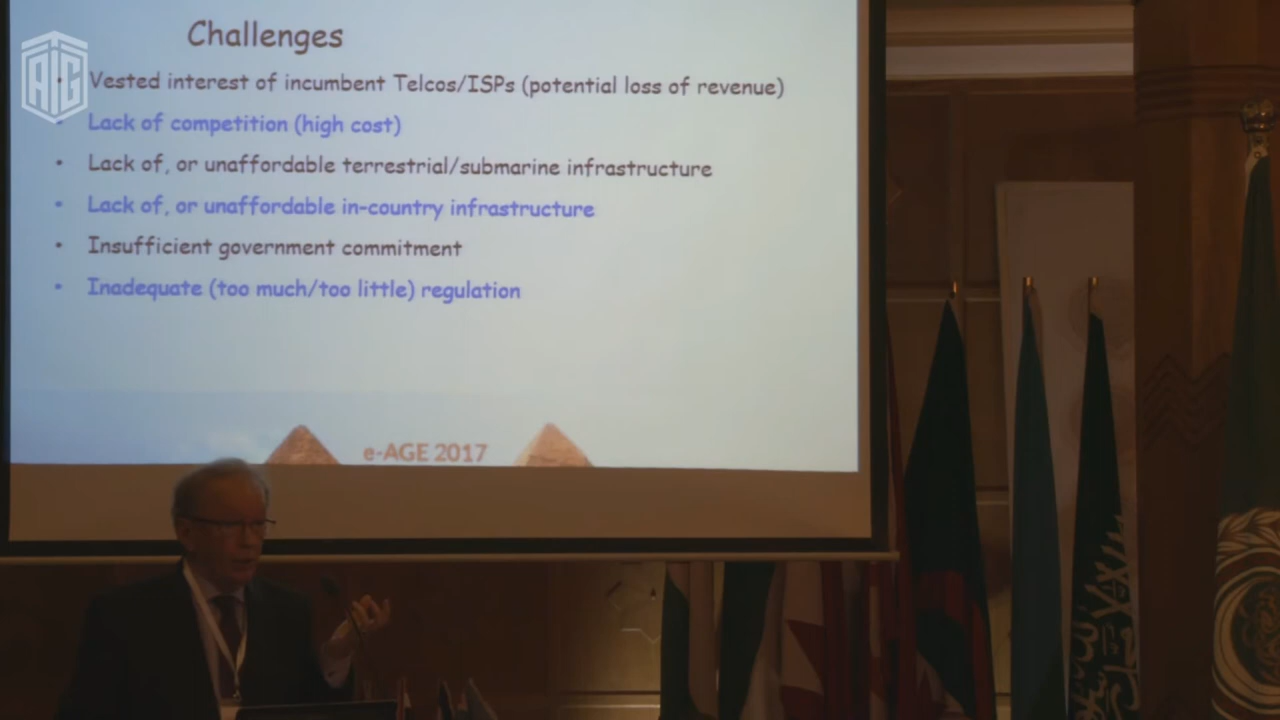 AIG
Challenges
• Vested interest of incumbent Telcos/ISPs (potential loss of revenue)
• Lack of competition (high cost)
• Lack of, or unaffordable terrestrial/submarine infrastructure
• Lack of, or unaffordable in-country infrastructure
• Insufficient government commitment
• Inadequate (too much/too little) regulation
e-AGE 2017